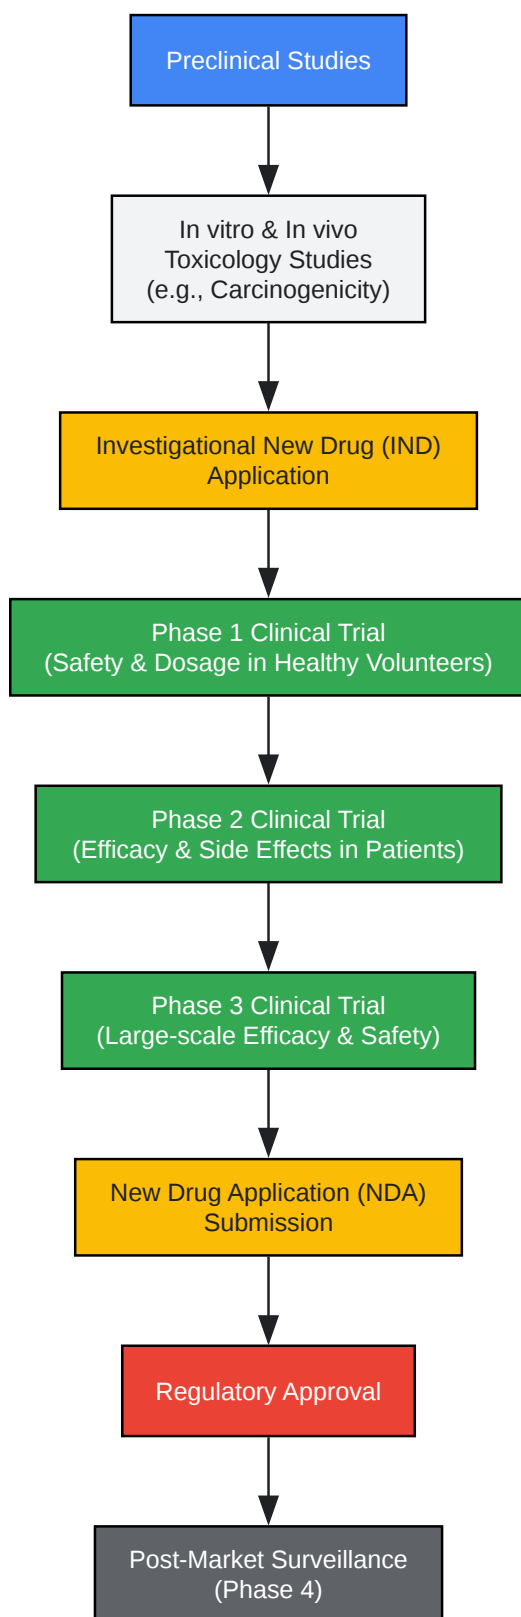 Preclinical Studies
In vitro & In vivo
Toxicology Studies
(e.g., Carcinogenicity)
Investigational New Drug (IND)
Application
Phase 1 Clinical Trial
(Safety & Dosage in Healthy Volunteers)
Phase 2 Clinical Trial
(Efficacy & Side Effects in Patients)
Phase 3 Clinical Trial
(Large-scale Efficacy & Safety)
New Drug Application (NDA)
Submission
Regulatory Approval
Post-Market Surveillance
(Phase 4)